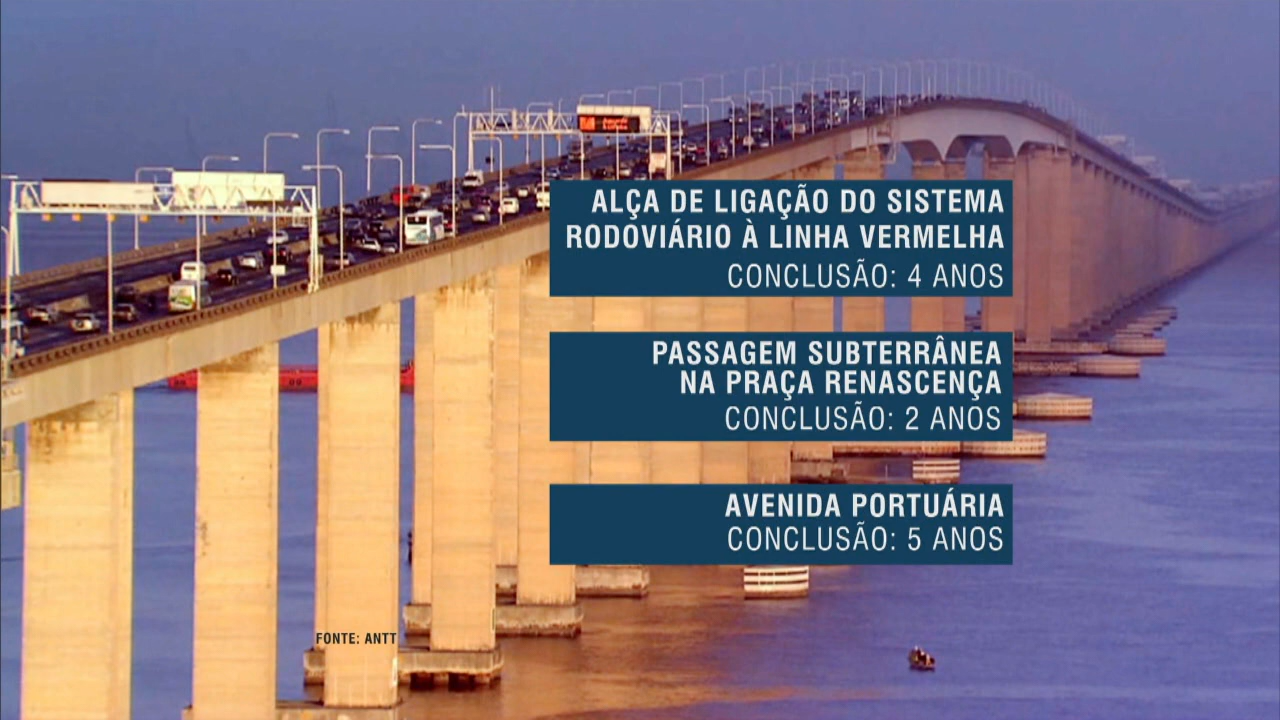 ALÇA DE LIGAÇÃO DO SISTEMA
RODOVIÁRIO À LINHA VERMELHA
CONCLUSÃO: 4 ANOS
PASSAGEM SUBTERRÂNEA
NA PRAÇA RENASCENÇA
CONCLUSÃO: 2 ANOS
AVENIDA PORTUÁRIA
CONCLUSÃO: 5 ANOS
FONTE: ANTT